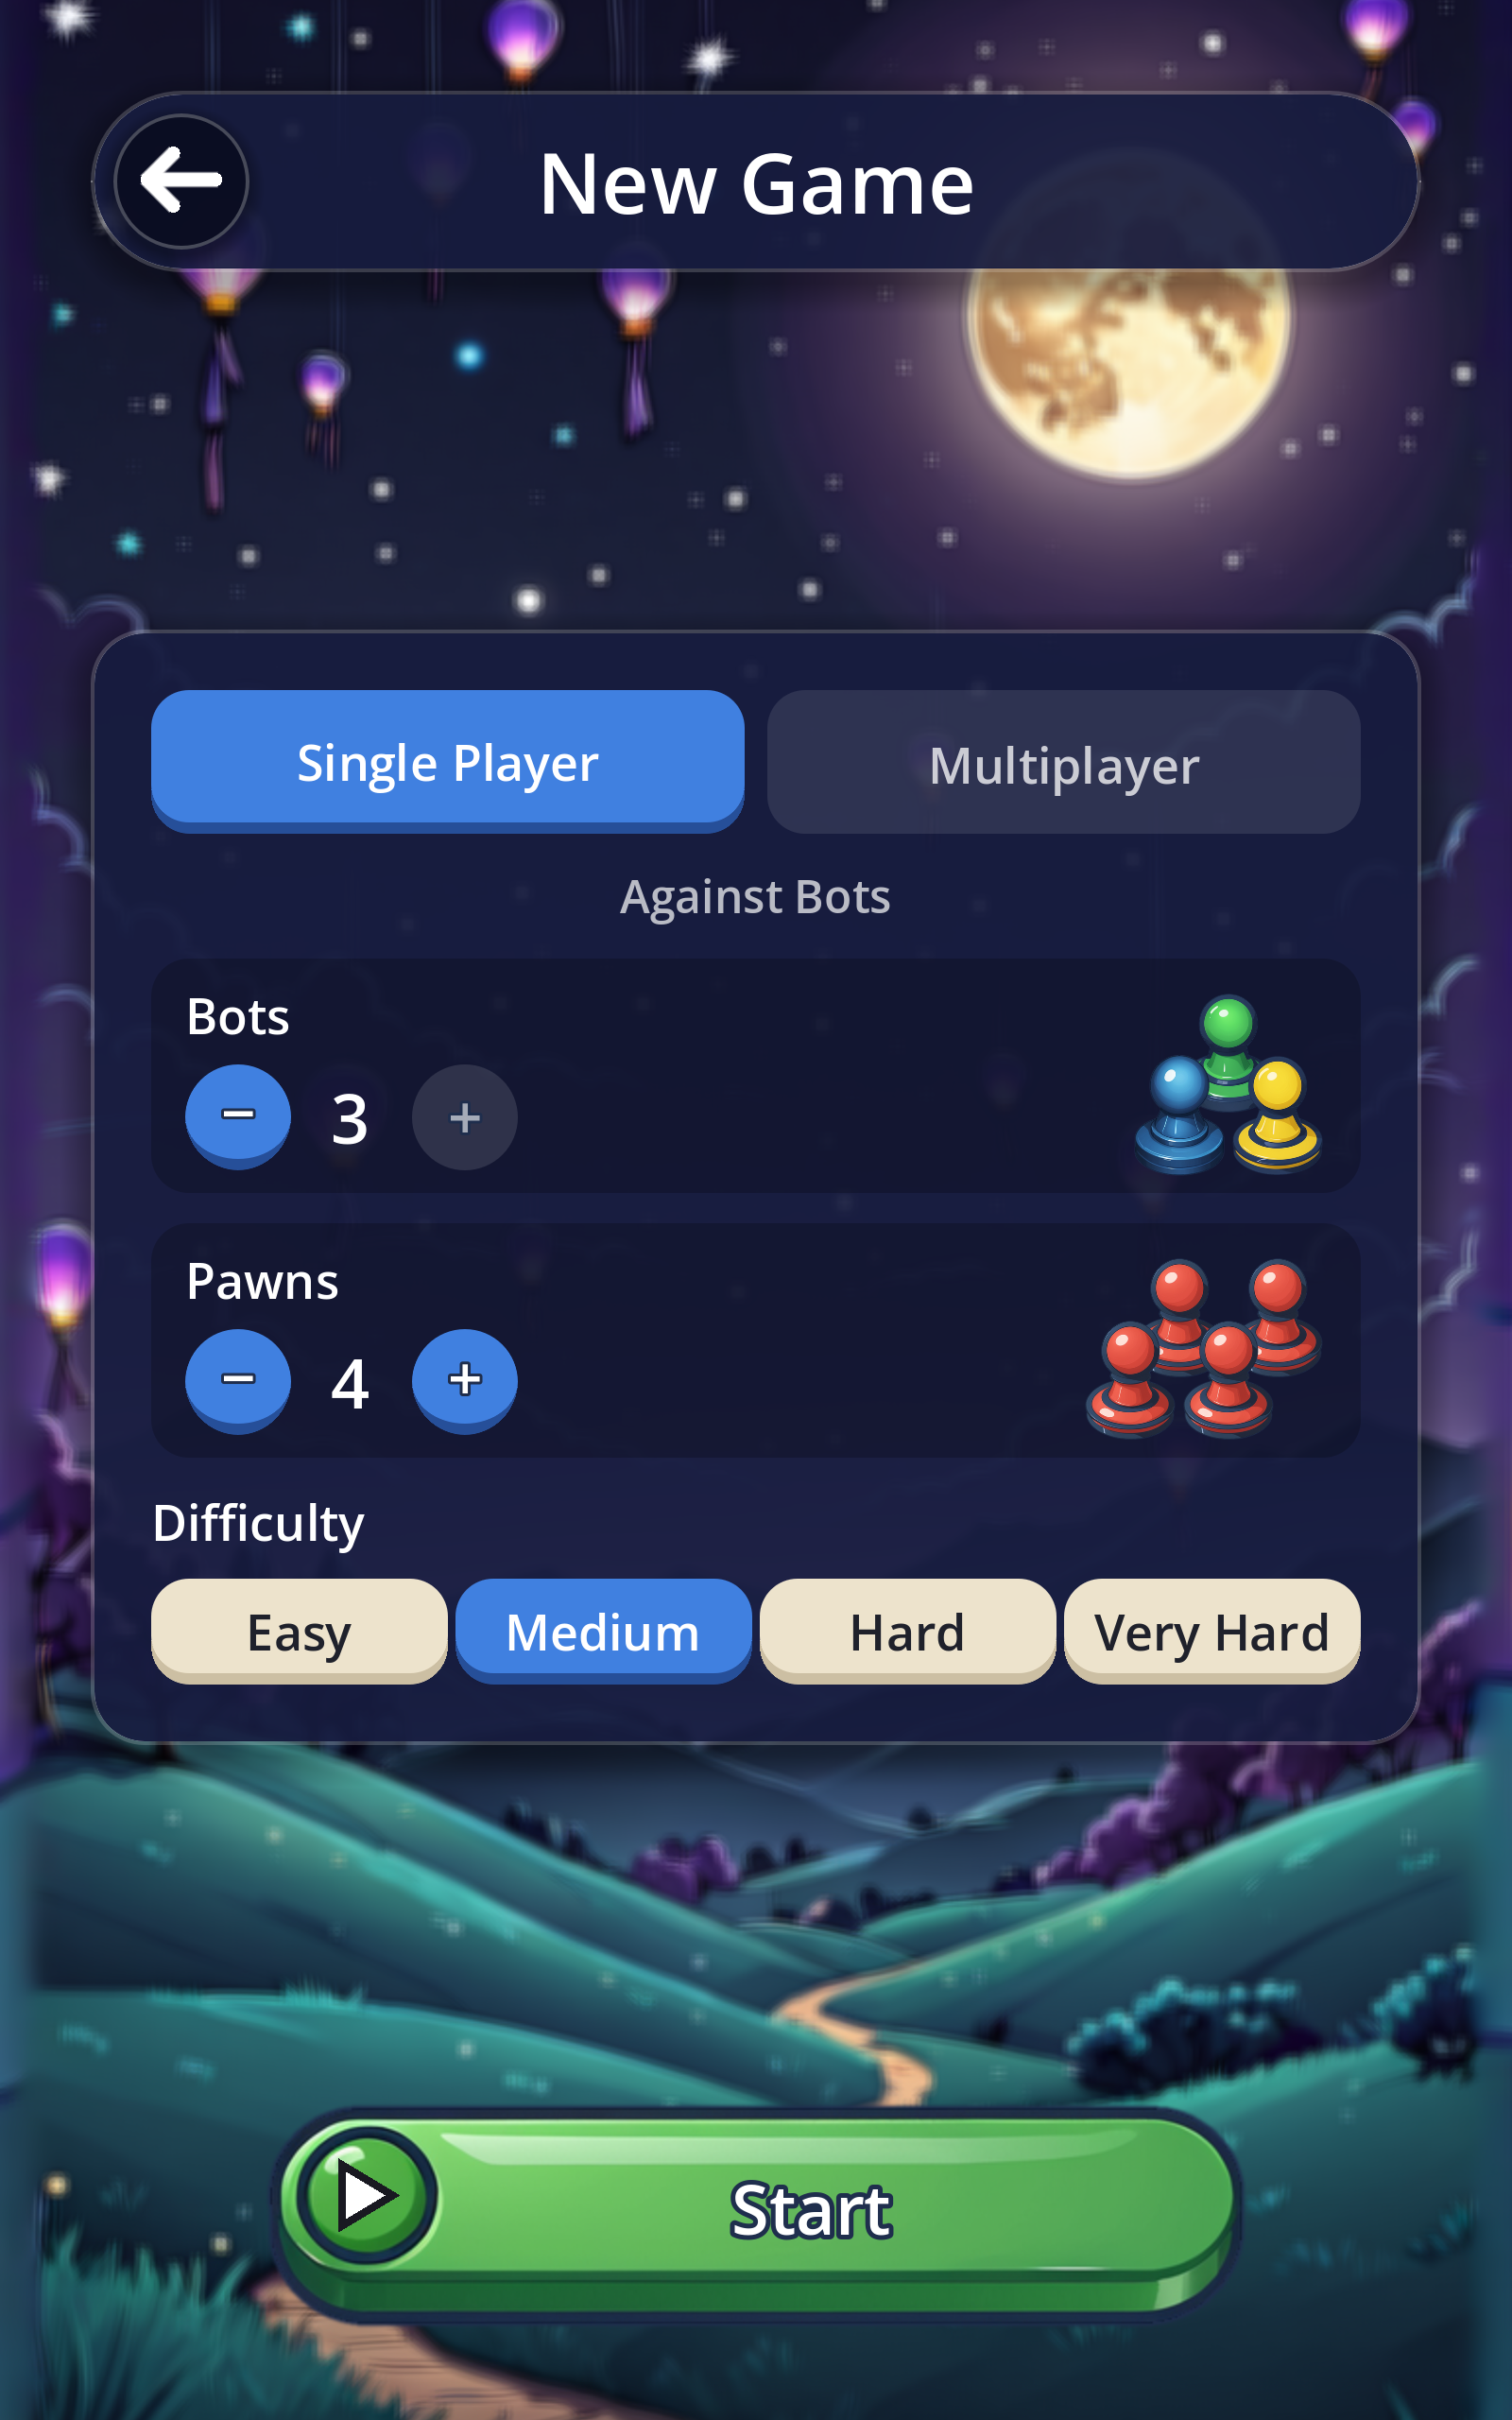 New Game
Single Player
Multiplayer
Against Bots
Bots
− 3 +
Pawns
− 4 +
Difficulty
Easy
Medium
Hard
Very Hard
Start